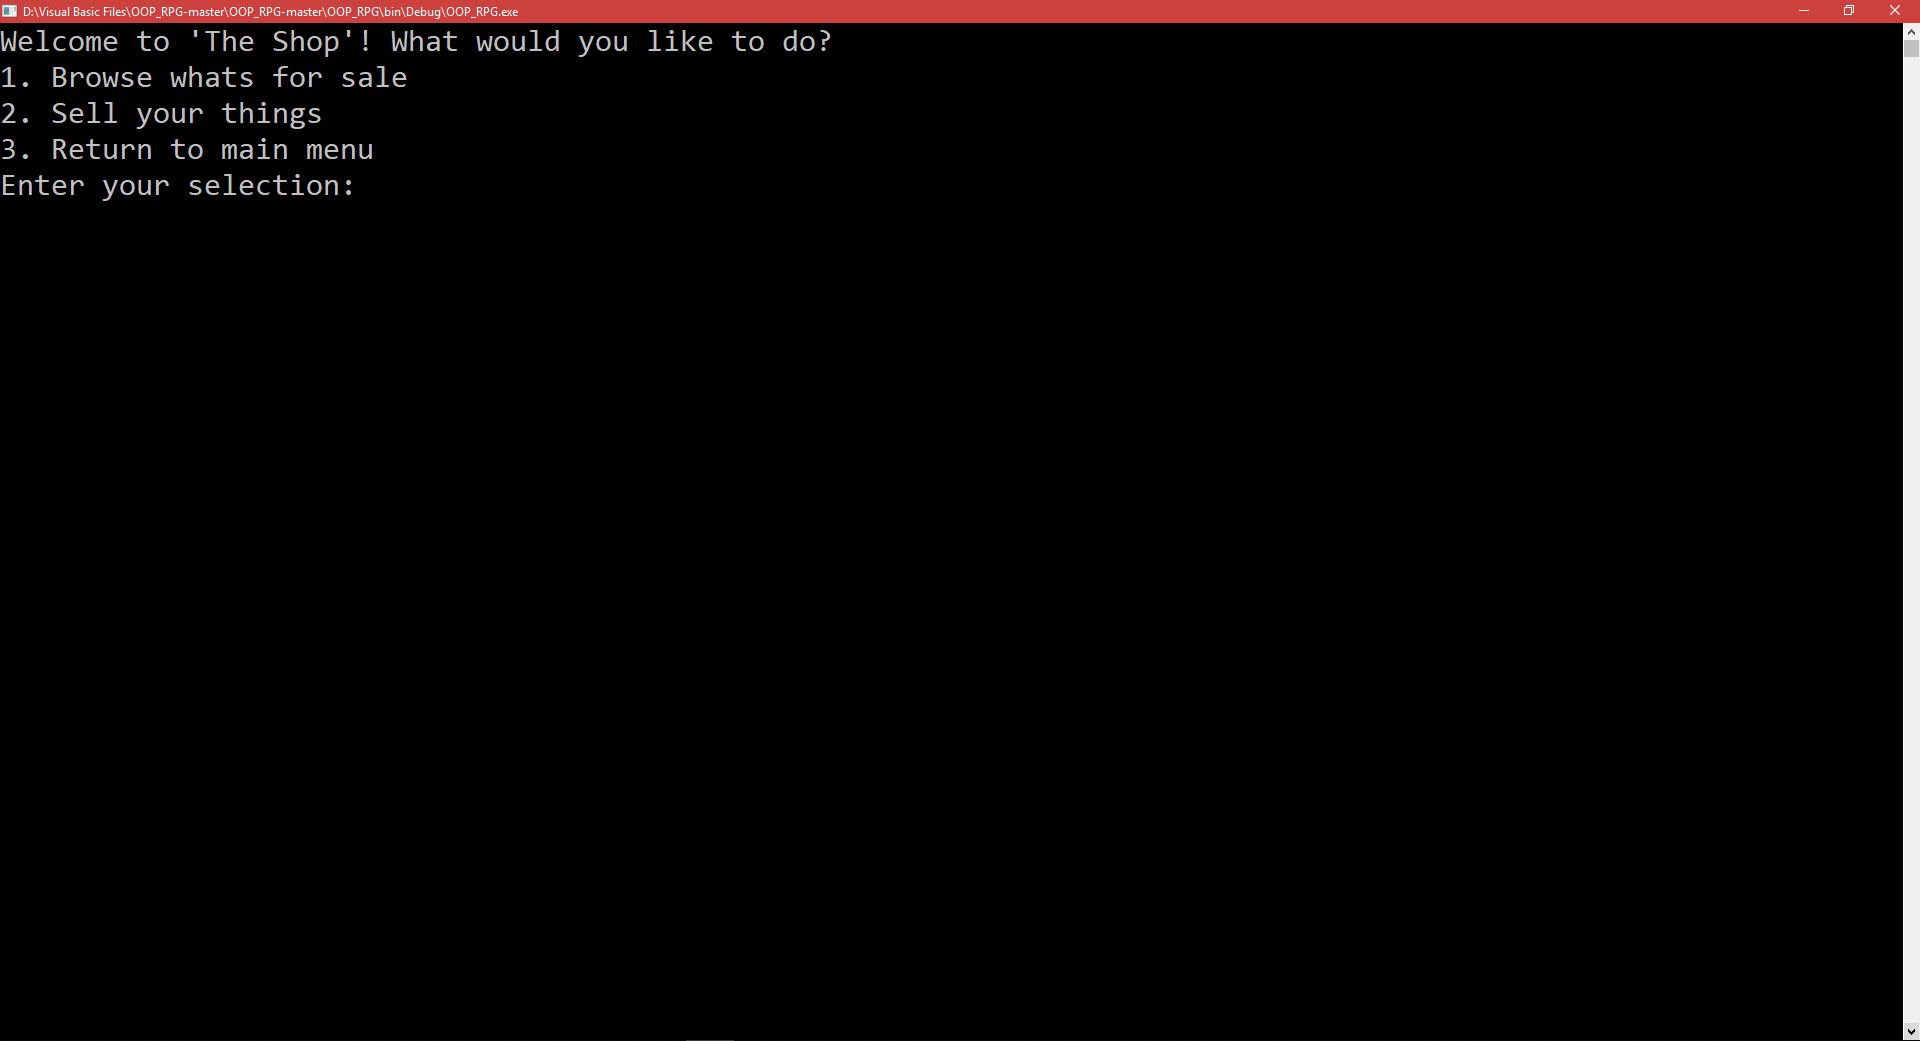 D:\Visual Basic Files\OOP_RPG-master\OOP_RPG-master\OOP_RPG\bin\Debug\OOP_RPG.exe
Welcome to 'The Shop'! What would you like to do?
1. Browse whats for sale
2. Sell your things
3. Return to main menu
Enter your selection: